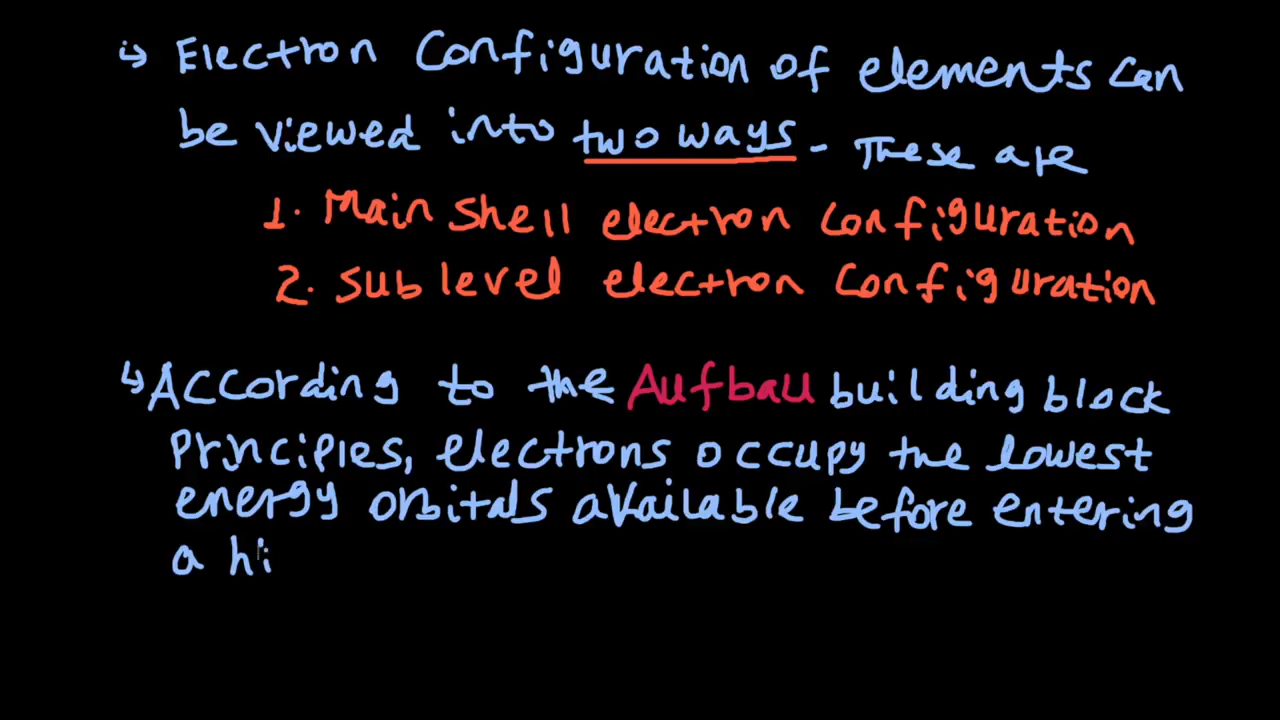 Electron Configuration of elements can
be viewed into two ways - These are
1. Main shell electron configuration
2. Sub level electron configuration
According to the Aufbau building block
Principles, electrons occupy the lowest
energy orbitals available before entering
a hi